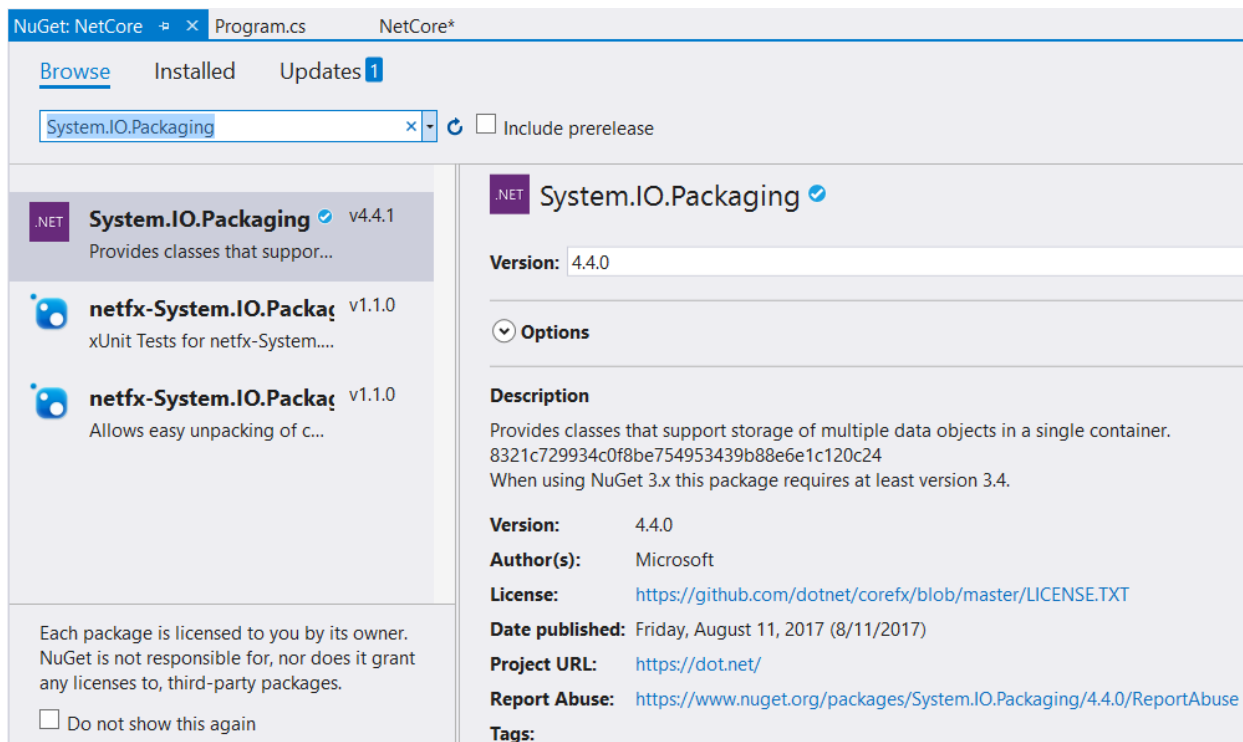 NuGet: NetCore Program.cs NetCore*
Browse Installed Updates 1
System.IO.Packaging Include prerelease
.NET System.IO.Packaging v4.4.1
Provides classes that suppor...
netfx-System.IO.Packag v1.1.0
xUnit Tests for netfx-System....
netfx-System.IO.Packag v1.1.0
Allows easy unpacking of c...
Each package is licensed to you by its owner.
NuGet is not responsible for, nor does it grant
any licenses to, third-party packages.
Do not show this again
.NET System.IO.Packaging
Version: 4.4.0
Options
Description
Provides classes that support storage of multiple data objects in a single container.
8321c729934c0f8be754953439b88e6e1c120c24
When using NuGet 3.x this package requires at least version 3.4.
Version: 4.4.0
Author(s): Microsoft
License: https://github.com/dotnet/corefx/blob/master/LICENSE.TXT
Date published: Friday, August 11, 2017 (8/11/2017)
Project URL: https://dot.net/
Report Abuse: https://www.nuget.org/packages/System.IO.Packaging/4.4.0/ReportAbuse
Tags: